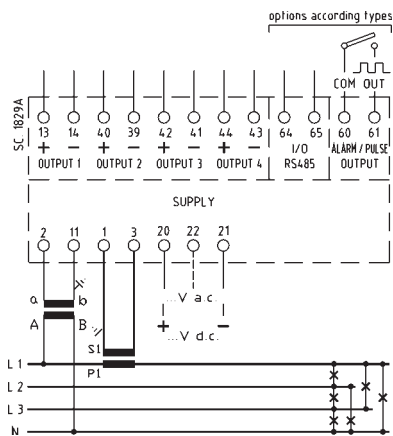 options according types
COM OUT
SC 1829A
13 14 40 39 42 41 44 43 64 65 60 61
+ − + − + − + − I/O ALARM / PULSE
OUTPUT 1 OUTPUT 2 OUTPUT 3 OUTPUT 4 RS485 OUTPUT
SUPPLY
2 11 1 3 20 22 21
a b ...V a.c.
A B + −
...V d.c.
S1
P1
L 1
L 2
L 3
N